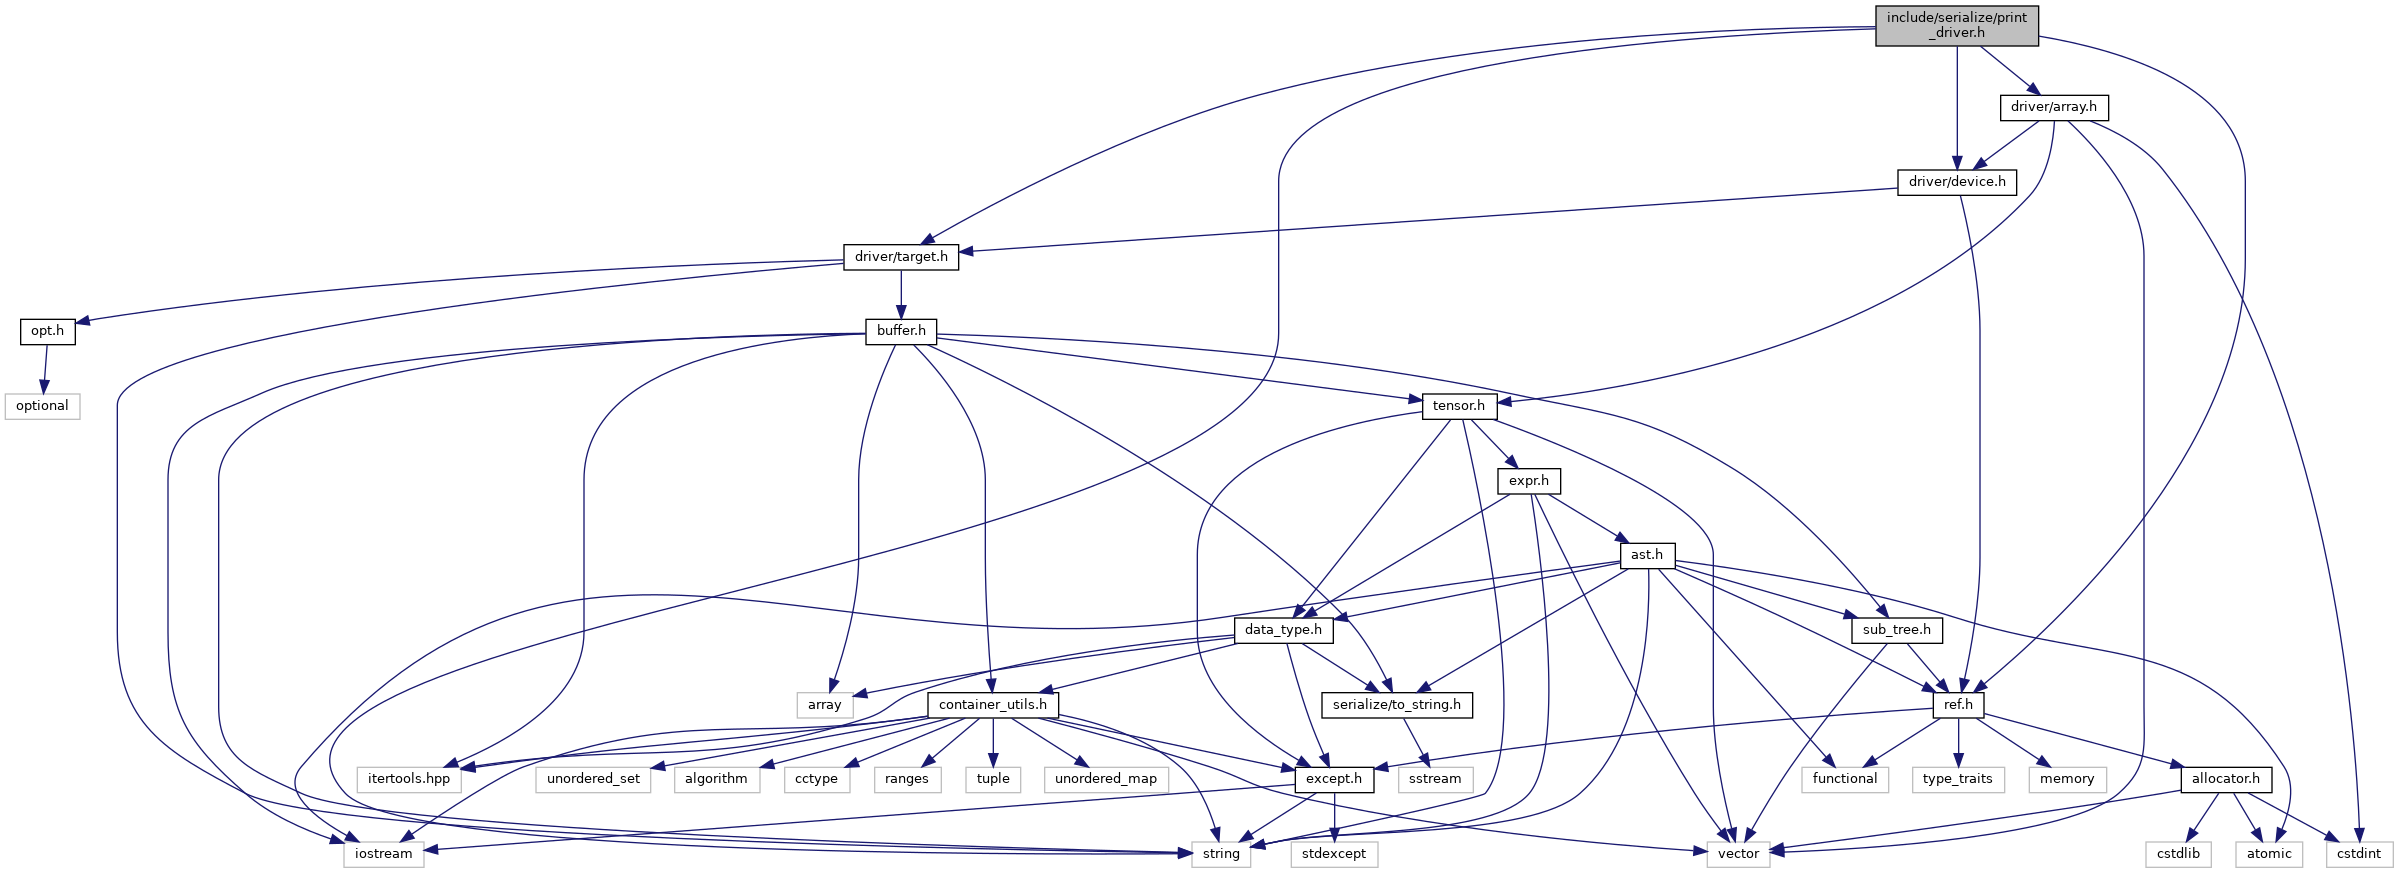 include/serialize/print
_driver.h
driver/array.h
driver/device.h
driver/target.h
opt.h
buffer.h
optional
tensor.h
expr.h
ast.h
data_type.h
sub_tree.h
array
container_utils.h
serialize/to_string.h
ref.h
itertools.hpp
unordered_set
algorithm
cctype
ranges
tuple
unordered_map
except.h
sstream
functional
type_traits
memory
allocator.h
iostream
string
stdexcept
vector
cstdlib
atomic
cstdint